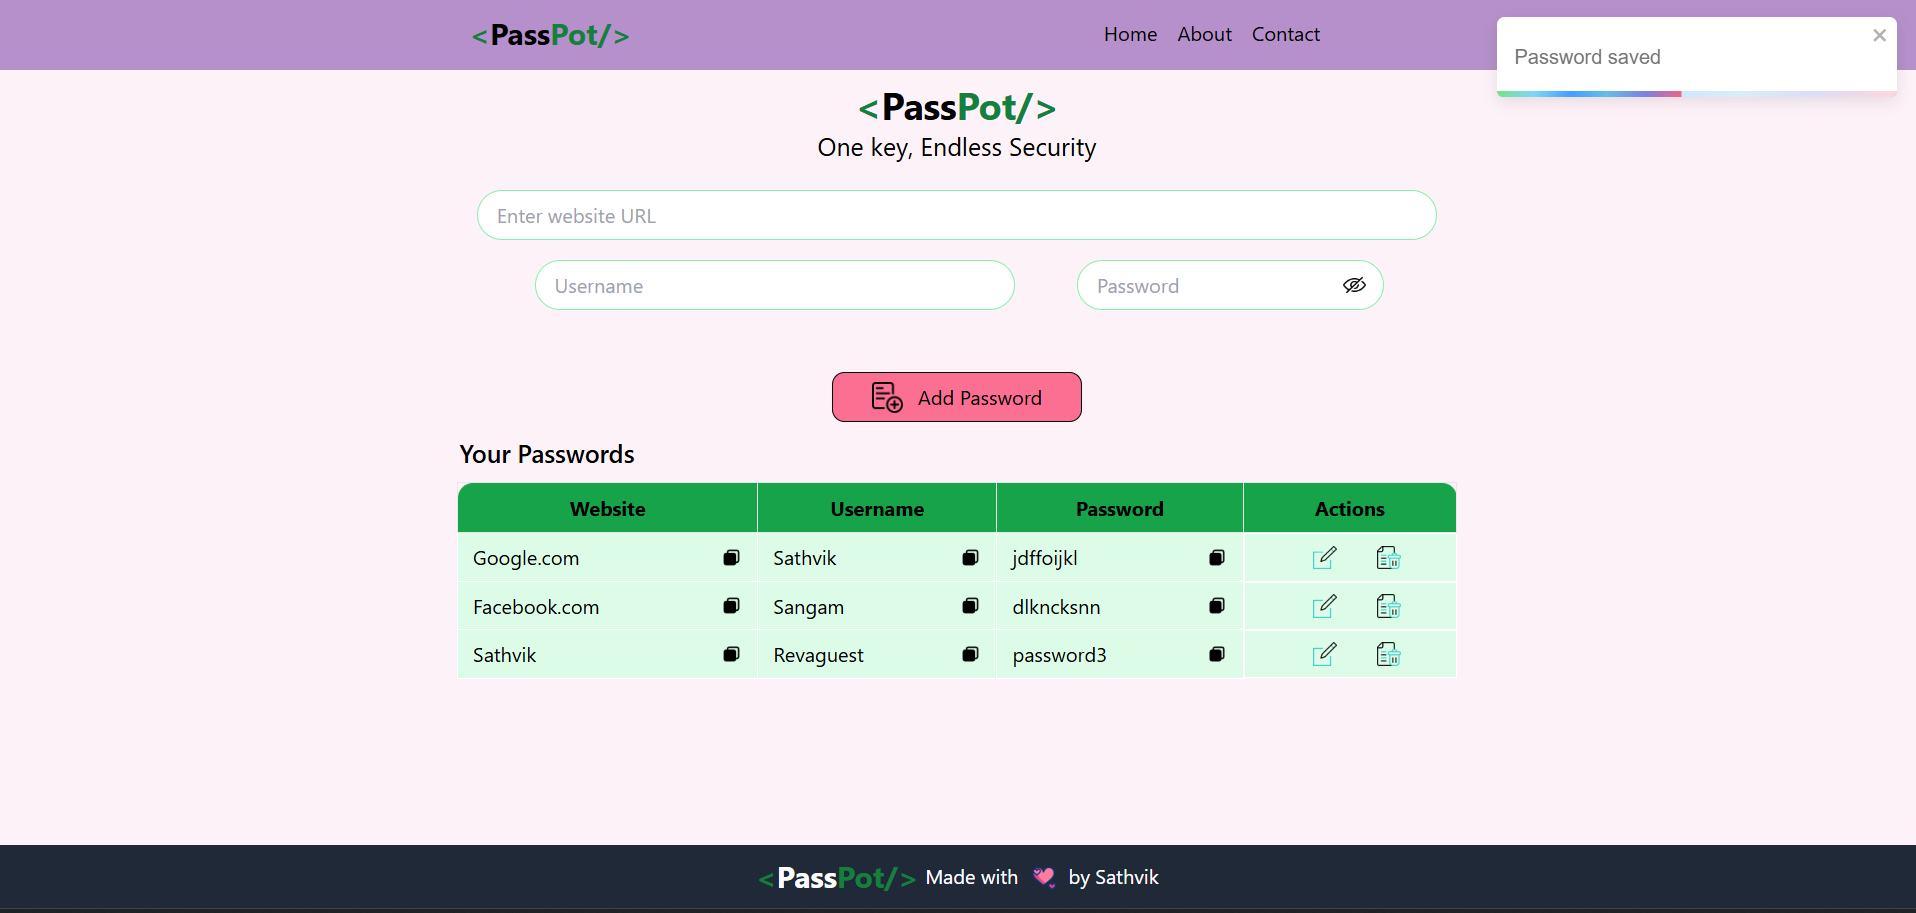 <PassPot/>
Home About Contact
Password saved
<PassPot/>
One key, Endless Security
Enter website URL
Username Password
Add Password
Your Passwords
Website Username Password Actions
Google.com Sathvik jdffoijkl
Facebook.com Sangam dlkncksnn
Sathvik Revaguest password3
<PassPot/> Made with by Sathvik